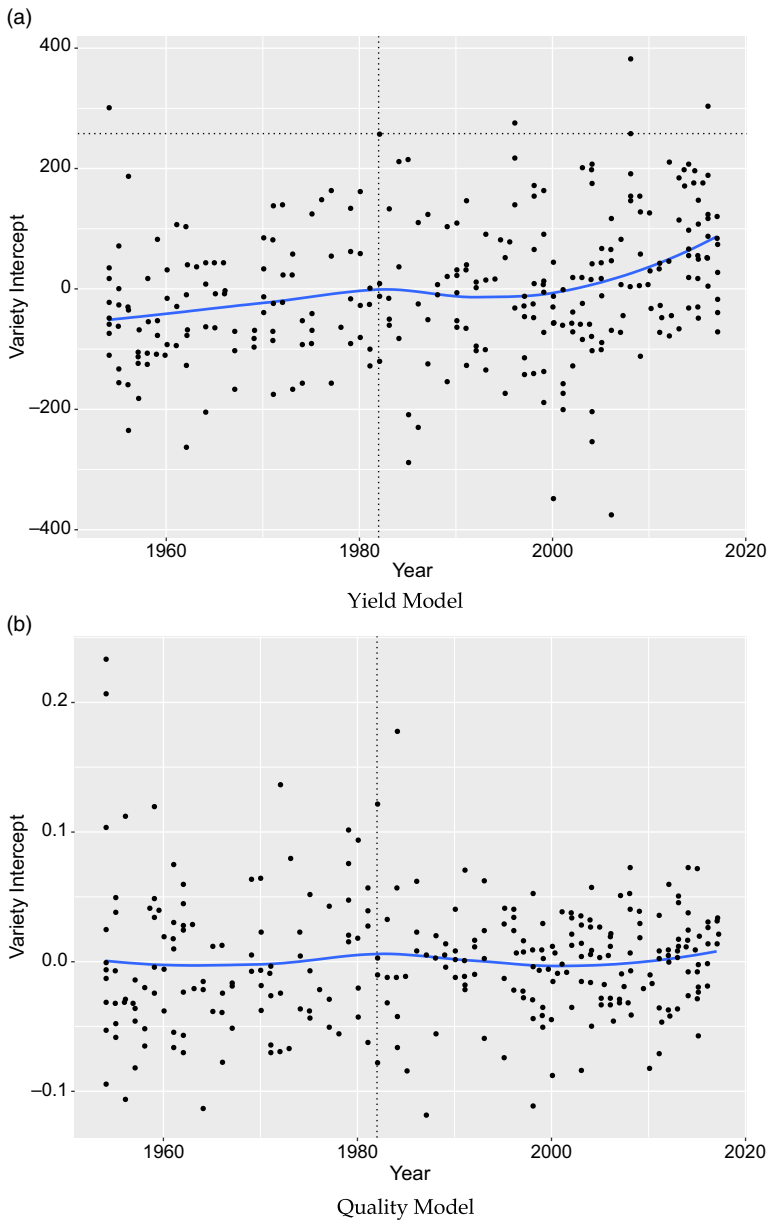 (a)
400
200
0
−200
−400
Variety Intercept
1960 1980 2000 2020
Year
Yield Model
(b)
0.2
0.1
0.0
−0.1
Variety Intercept
1960 1980 2000 2020
Year
Quality Model